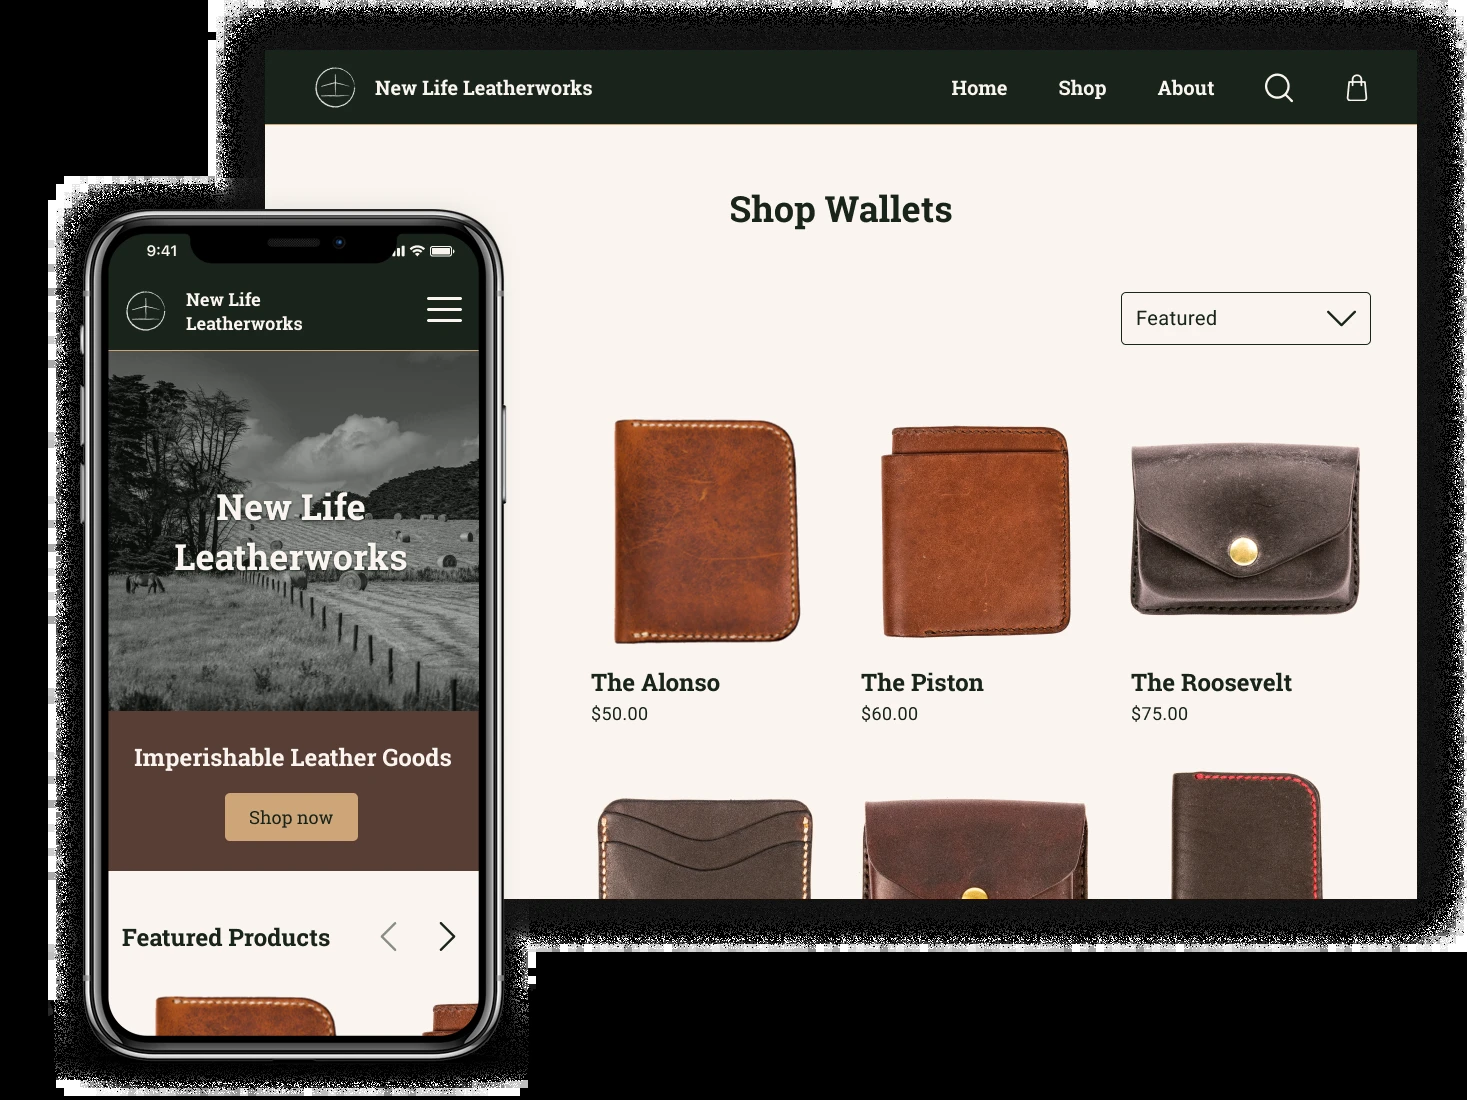 New Life Leatherworks
Home
Shop
About
Shop Wallets
Featured
The Alonso
$50.00
The Piston
$60.00
The Roosevelt
$75.00
9:41
New Life
Leatherworks
New Life
Leatherworks
Imperishable Leather Goods
Shop now
Featured Products